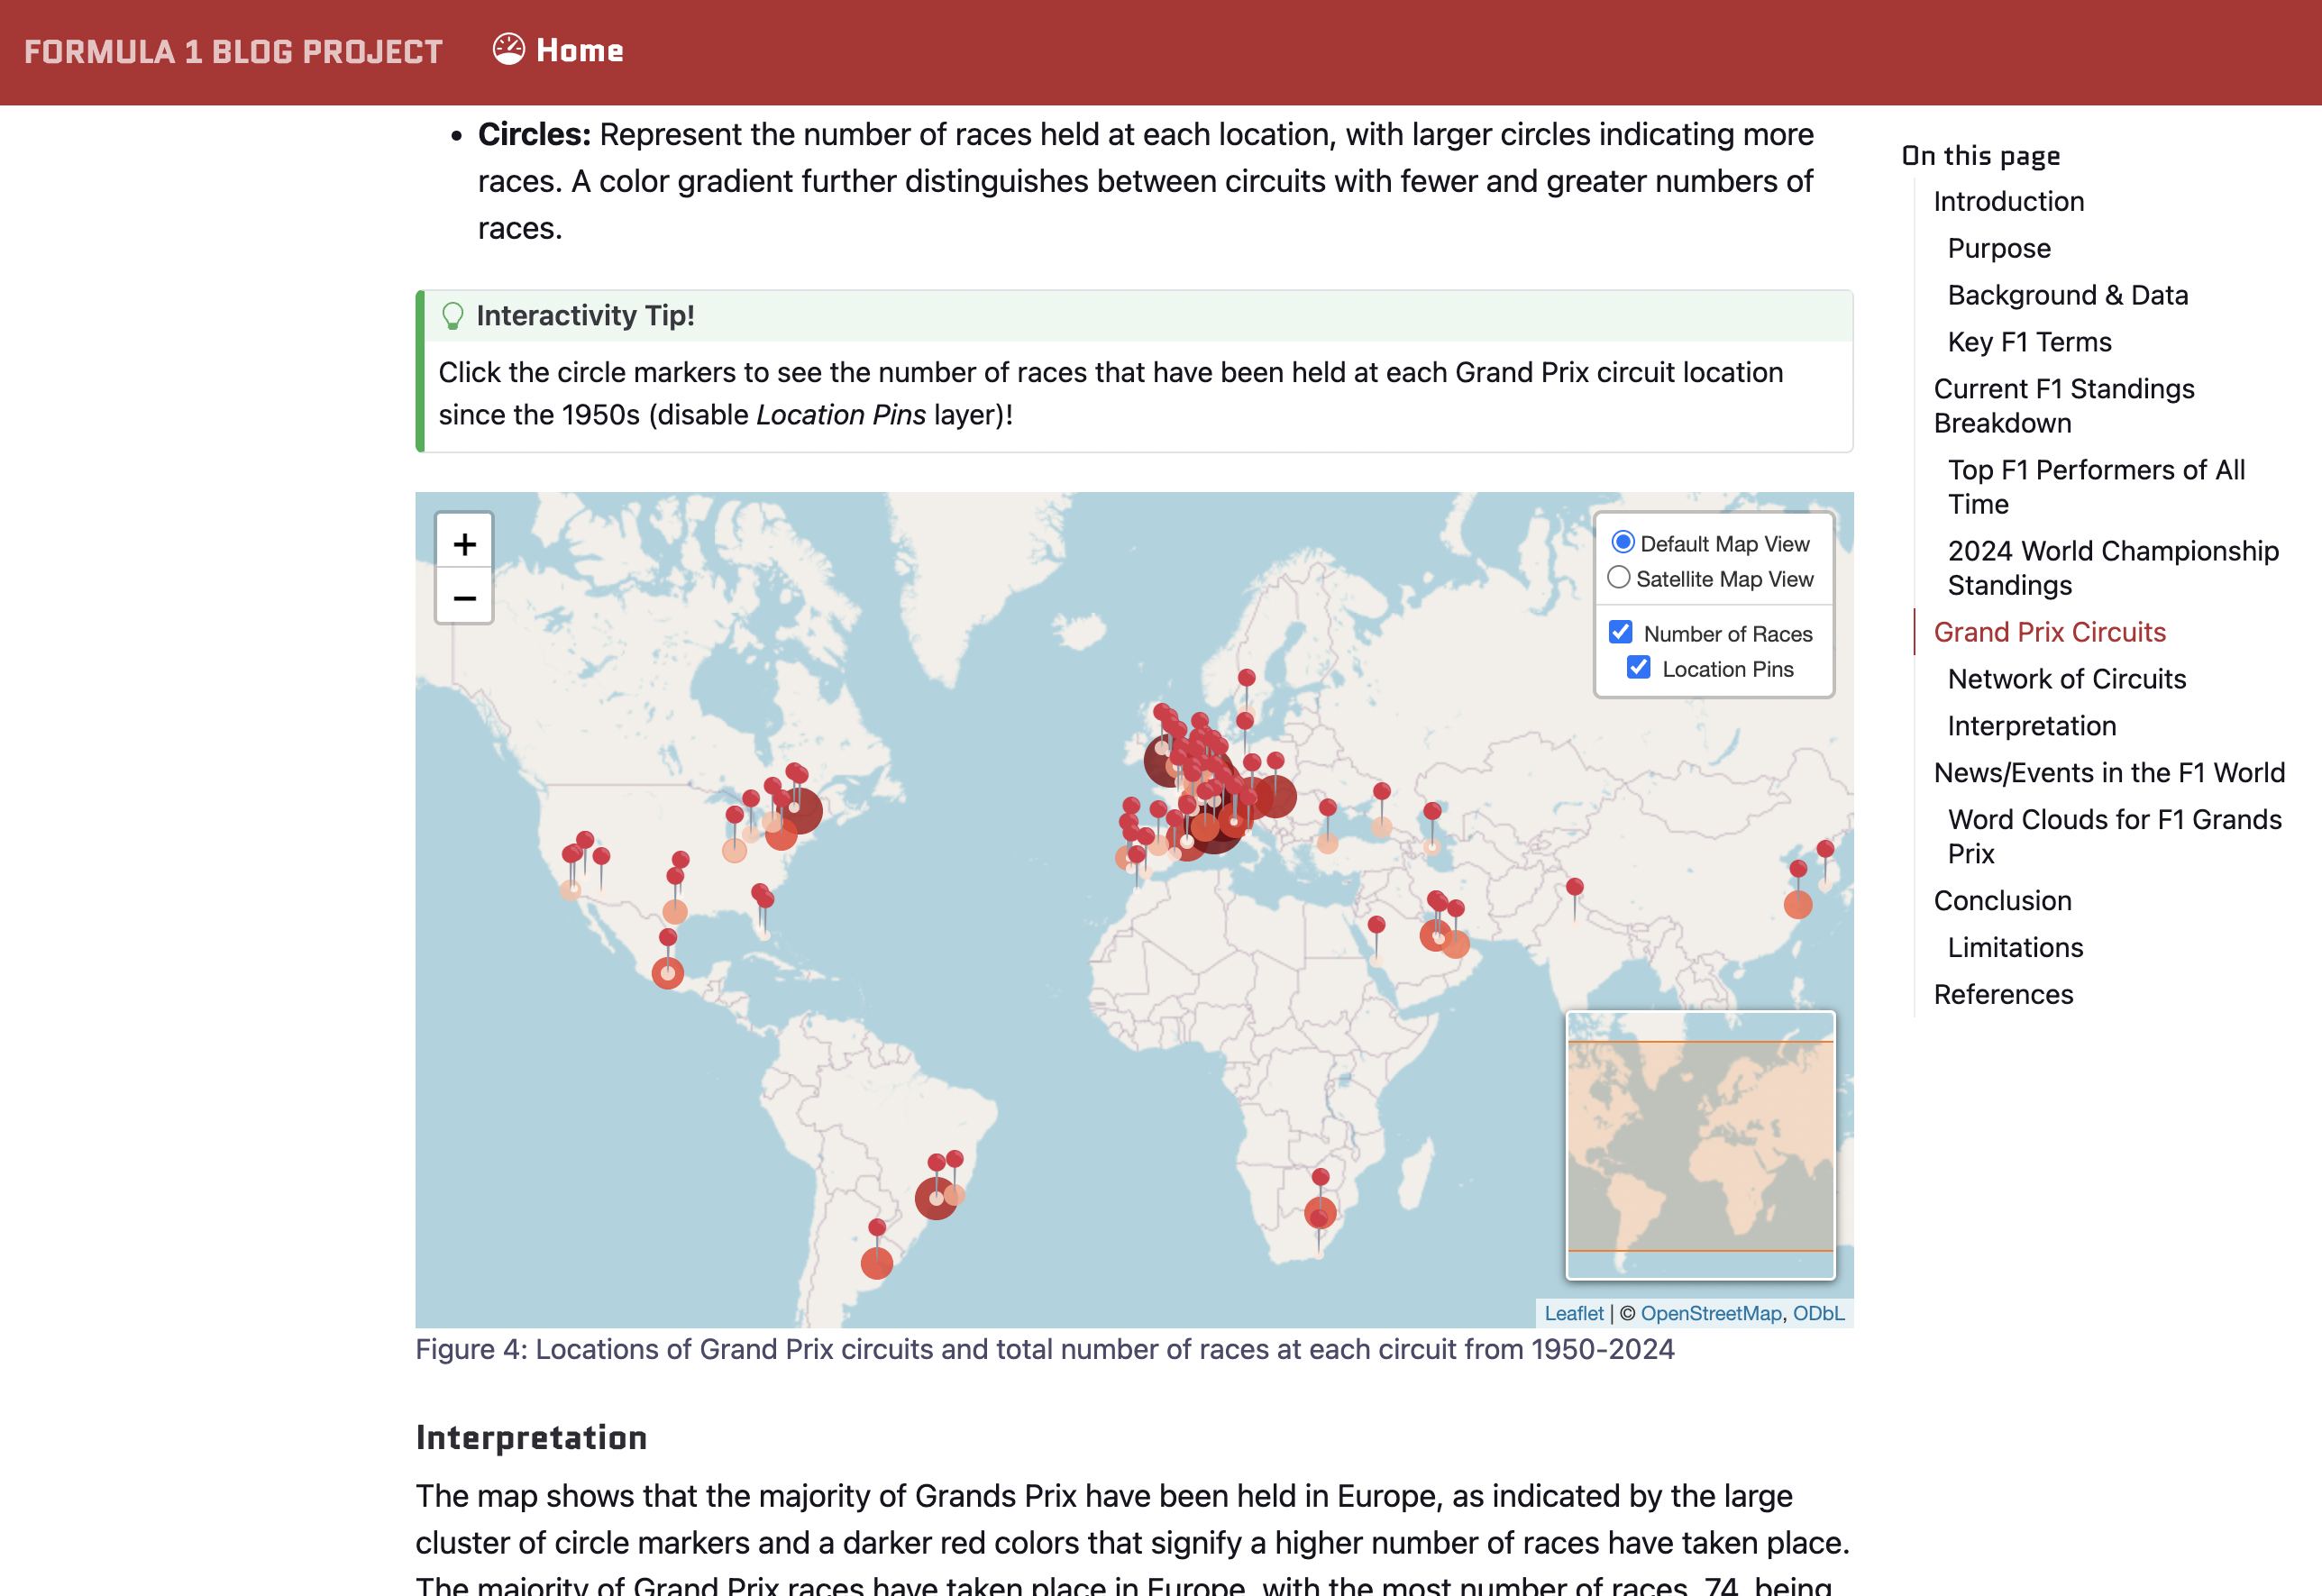 FORMULA 1 BLOG PROJECT
Home
• Circles: Represent the number of races held at each location, with larger circles indicating more
races. A color gradient further distinguishes between circuits with fewer and greater numbers of
races.
Interactivity Tip!
Click the circle markers to see the number of races that have been held at each Grand Prix circuit location
since the 1950s (disable Location Pins layer)!
+
−
Default Map View
Satellite Map View
Number of Races
Location Pins
Leaflet | © OpenStreetMap, ODbL
Figure 4: Locations of Grand Prix circuits and total number of races at each circuit from 1950-2024
Interpretation
The map shows that the majority of Grands Prix have been held in Europe, as indicated by the large
cluster of circle markers and a darker red colors that signify a higher number of races have taken place.
The majority of Grand Prix races have taken place in Europe, with the most number of races, 74, being
On this page
Introduction
Purpose
Background & Data
Key F1 Terms
Current F1 Standings
Breakdown
Top F1 Performers of All
Time
2024 World Championship
Standings
Grand Prix Circuits
Network of Circuits
Interpretation
News/Events in the F1 World
Word Clouds for F1 Grands
Prix
Conclusion
Limitations
References